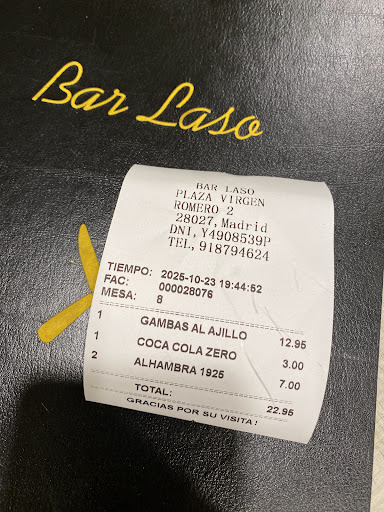 Bar Laso
BAR LASO
PLAZA VIRGEN
ROMERO 2
28027, Madrid
DNI, Y4908539P
TEL, 918794624
TIEMPO: 2025-10-23 19:44:52
FAC: 000028076
MESA: 8
1 GAMBAS AL AJILLO 12.95
1 COCA COLA ZERO 3.00
2 ALHAMBRA 1925 7.00
TOTAL: 22.95
GRACIAS POR SU VISITA !